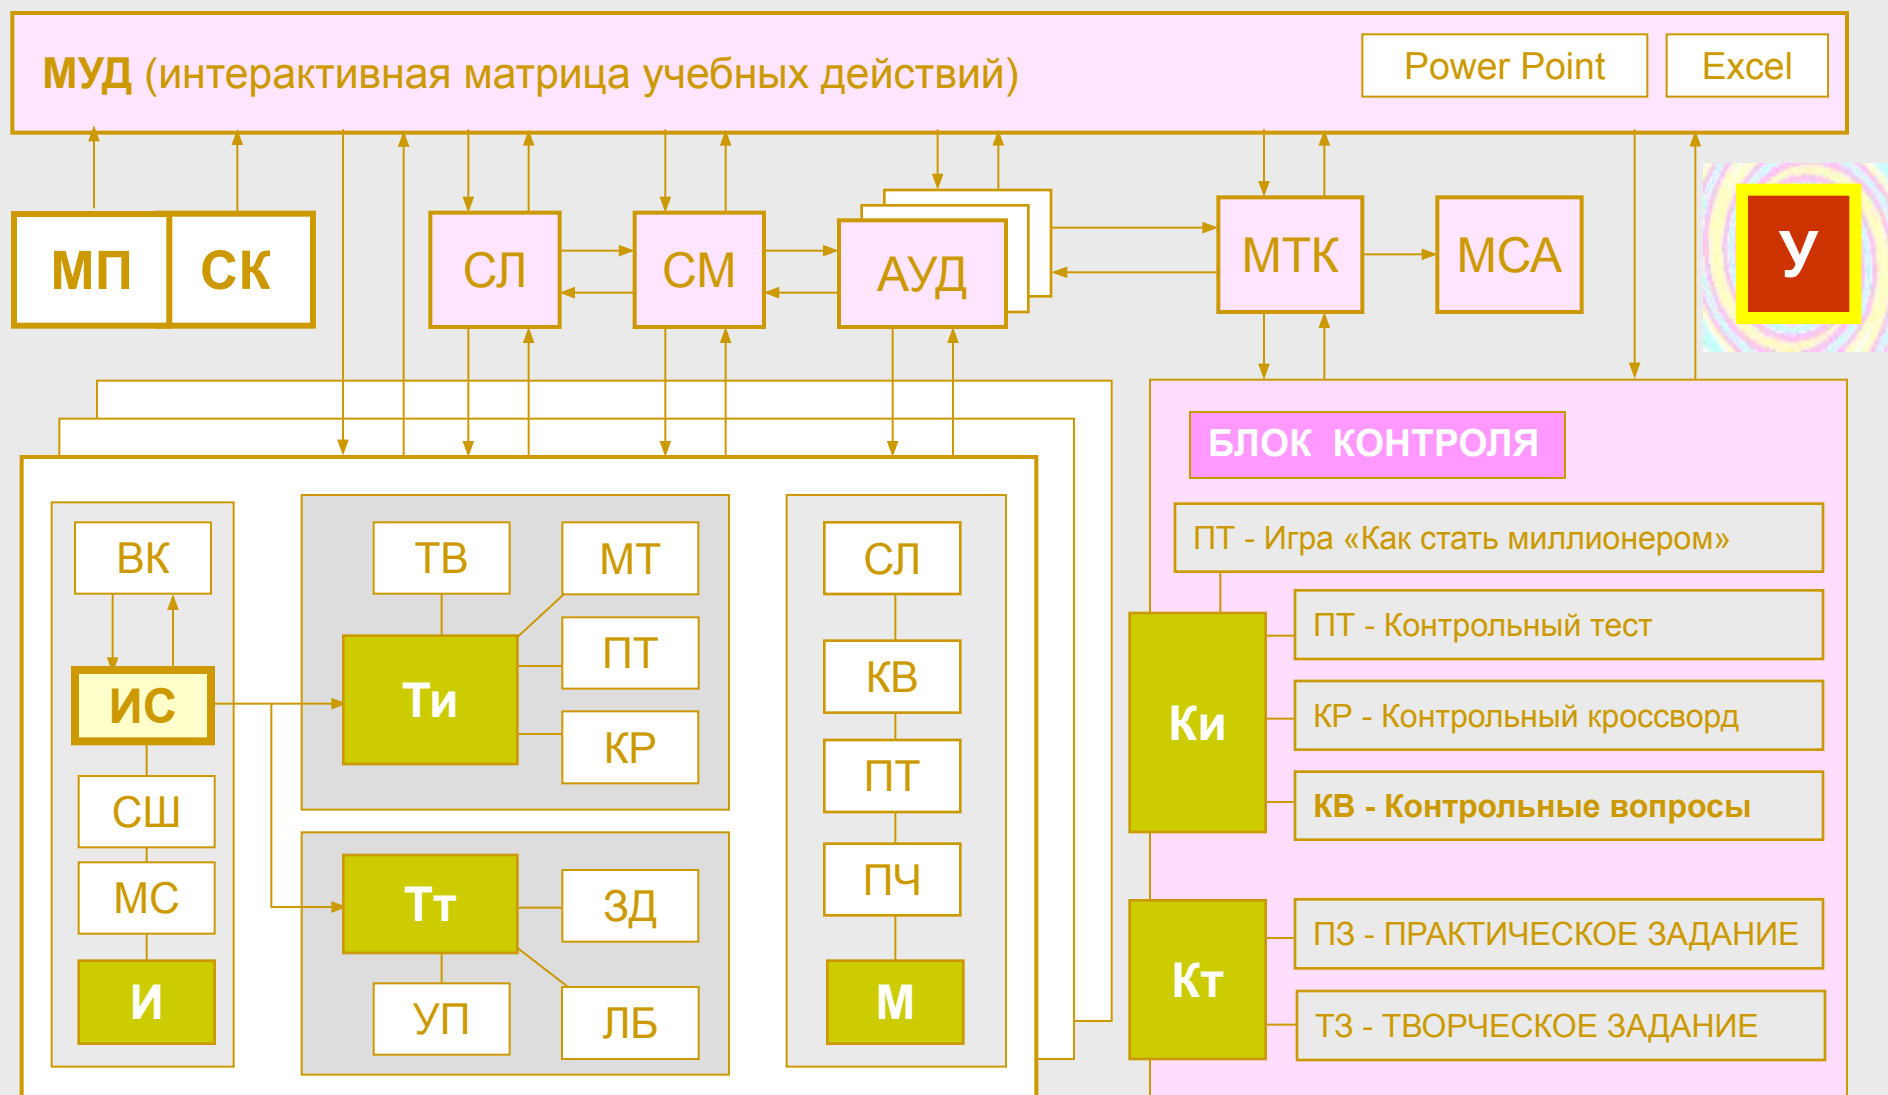 МУД (интерактивная матрица учебных действий)
Power Point
Excel
МП
СК
СЛ
СМ
АУД
МТК
МСА
У
ВК
ИС
СШ
МС
И
ТВ
МТ
ПТ
КР
Ти
Тт
ЗД
УП
ЛБ
СЛ
КВ
ПТ
ПЧ
М
БЛОК КОНТРОЛЯ
ПТ - Игра «Как стать миллионером»
Ки
ПТ - Контрольный тест
КР - Контрольный кроссворд
КВ - Контрольные вопросы
Кт
ПЗ - ПРАКТИЧЕСКОЕ ЗАДАНИЕ
ТЗ - ТВОРЧЕСКОЕ ЗАДАНИЕ